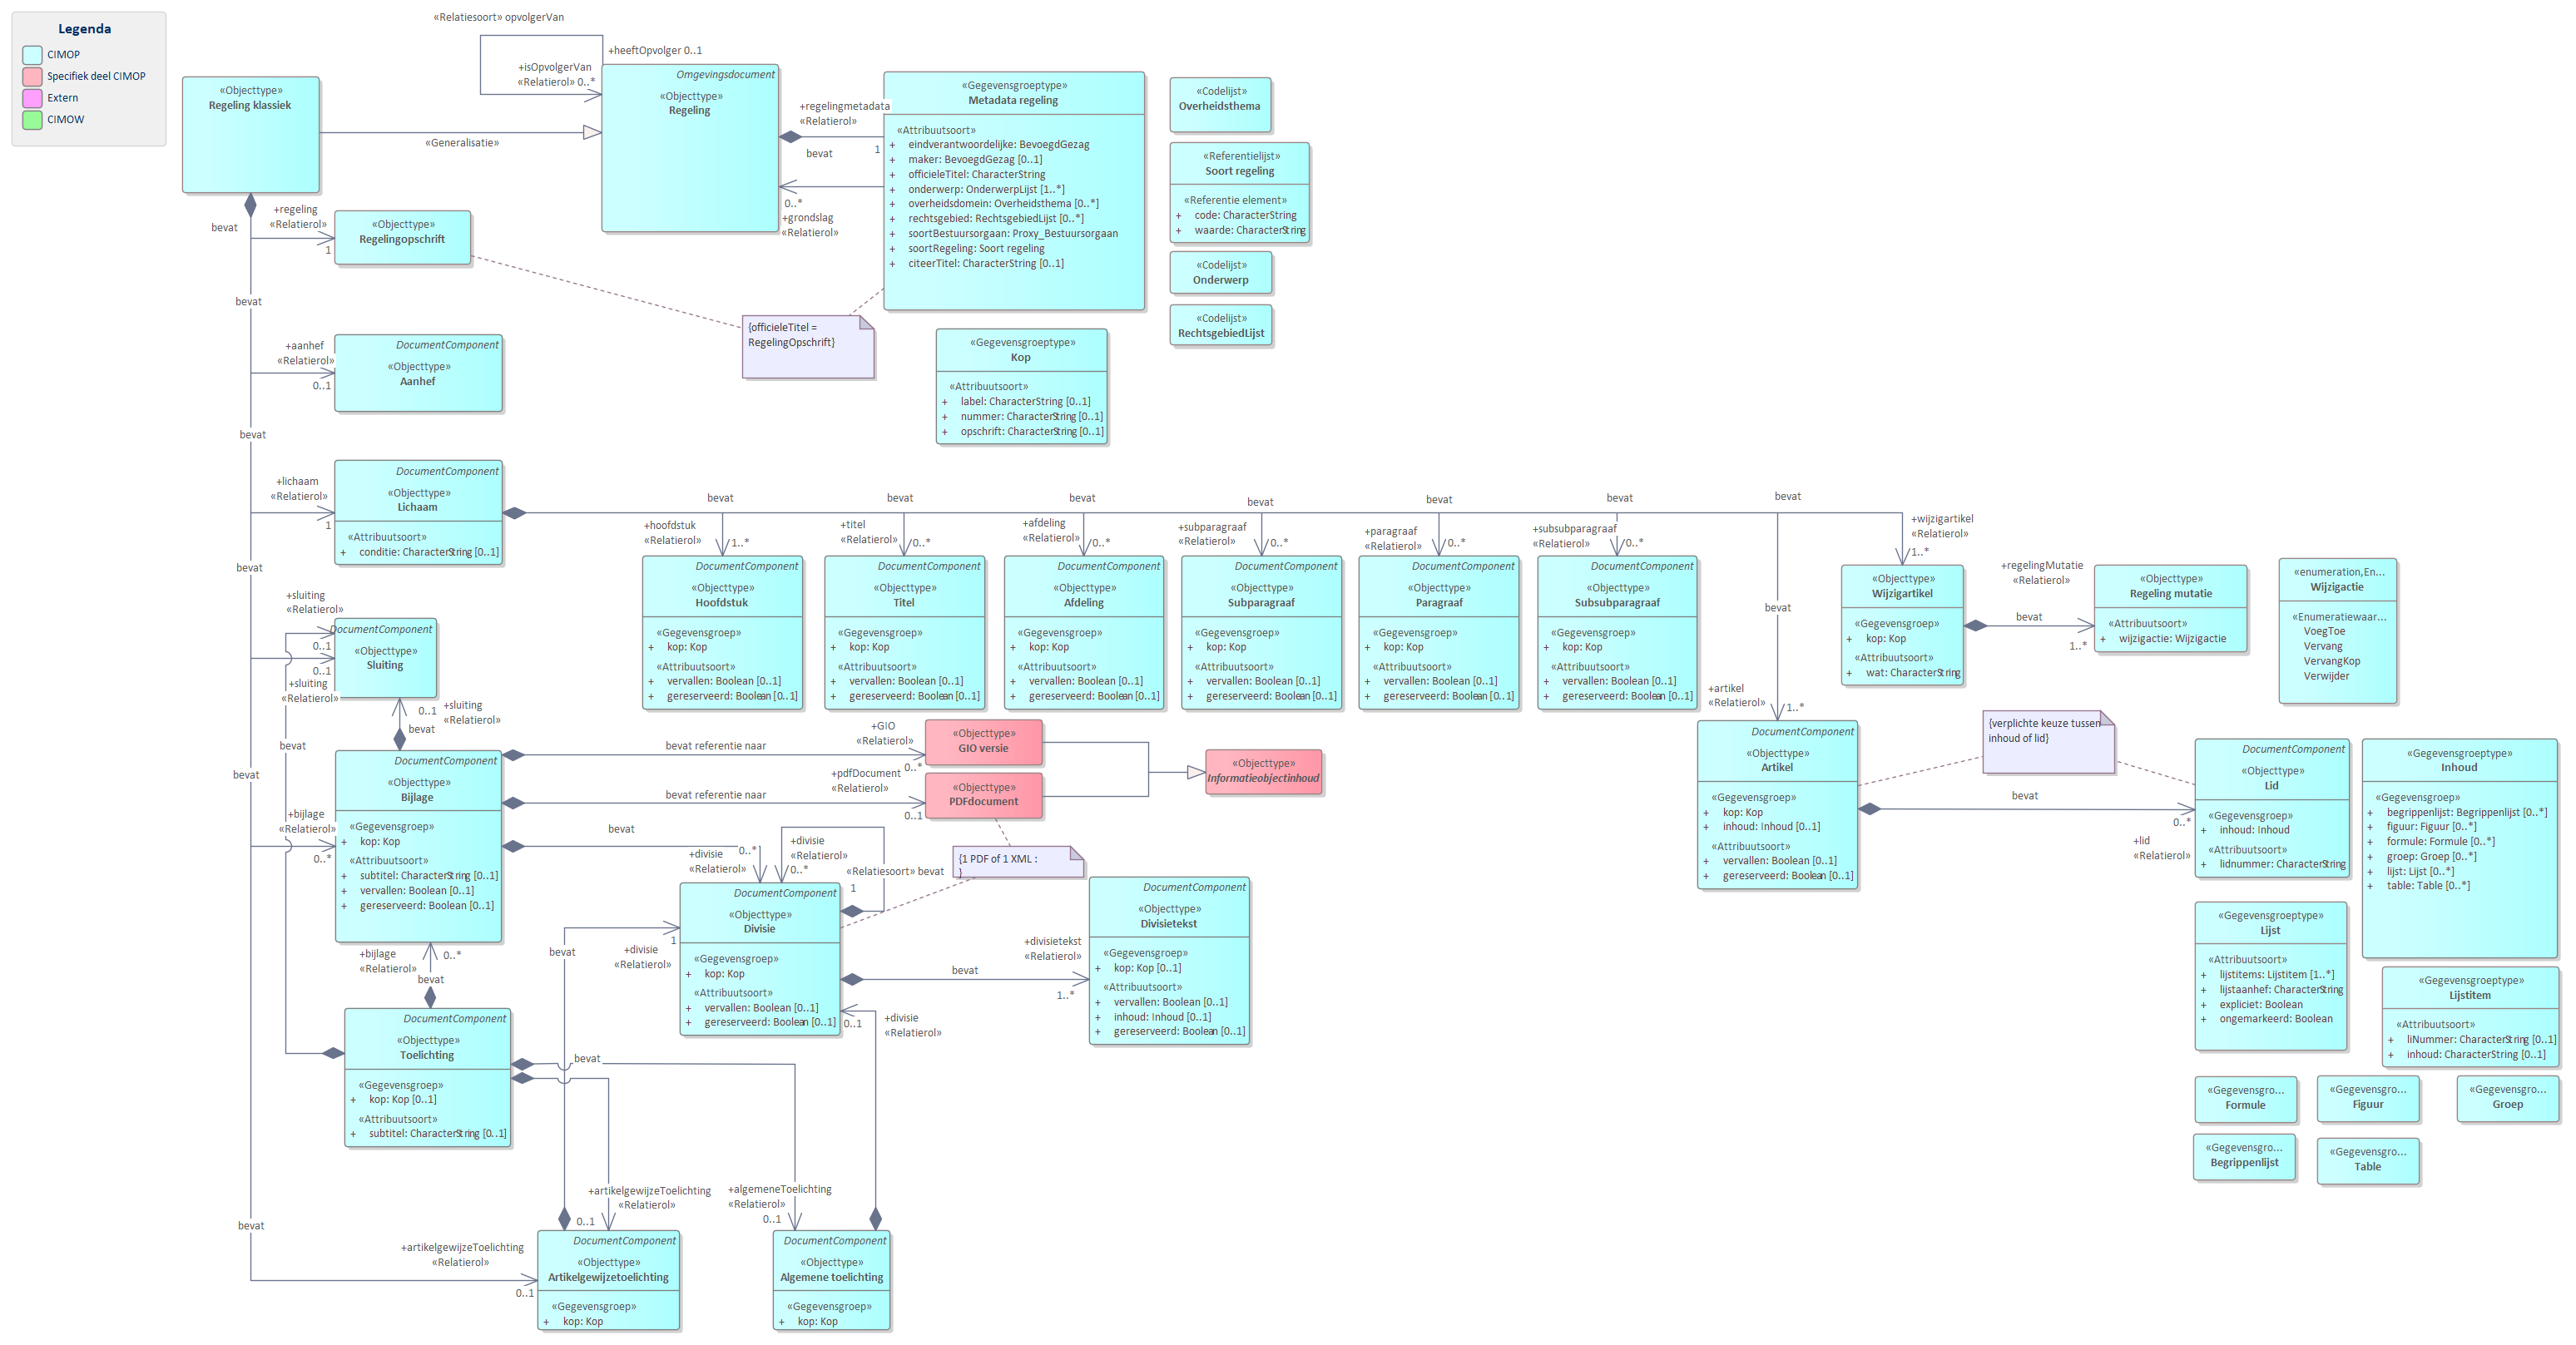 Legenda
CIMOP
Specifiek deel CIMOP
Extern
CIMOW
«Relatiesoort» opvolgerVan
+heeftOpvolger 0..1
+isOpvolgerVan
«Relatierol» 0..*
«Objecttype»
Regeling klassiek
«Generalisatie»
Omgevingsdocument
«Objecttype»
Regeling
+regelingmetadata
«Relatierol»
bevat
1
0..*
+grondslag
«Relatierol»
«Gegevensgroeptype»
Metadata regeling
«Attribuutsoort»
+ eindverantwoordelijke: BevoegdGezag
+ maker: BevoegdGezag [0..1]
+ officieleTitel: CharacterString
+ onderwerp: OnderwerpLijst [1..*]
+ overheidsdomein: Overheidsthema [0..*]
+ rechtsgebied: RechtsgebiedLijst [0..*]
+ soortBestuursorgaan: Proxy_Bestuursorgaan
+ soortRegeling: Soort regeling
+ citeerTitel: CharacterString [0..1]
«Codelijst»
Overheidsthema
«Referentielijst»
Soort regeling
«Referentie element»
+ code: CharacterString
+ waarde: CharacterString
«Codelijst»
Onderwerp
«Codelijst»
RechtsgebiedLijst
bevat
+regeling
«Relatierol»
1
«Objecttype»
Regelingopschrift
{officieleTitel =
RegelingOpschrift}
«Gegevensgroeptype»
Kop
«Attribuutsoort»
+ label: CharacterString [0..1]
+ nummer: CharacterString [0..1]
+ opschrift: CharacterString [0..1]
bevat
+aanhef
«Relatierol»
0..1
DocumentComponent
«Objecttype»
Aanhef
bevat
+lichaam
«Relatierol»
1
DocumentComponent
«Objecttype»
Lichaam
«Attribuutsoort»
+ conditie: CharacterString [0..1]
bevat
+hoofdstuk
«Relatierol»
1..*
DocumentComponent
«Objecttype»
Hoofdstuk
«Gegevensgroep»
+ kop: Kop
«Attribuutsoort»
+ vervallen: Boolean [0..1]
+ gereserveerd: Boolean [0..1]
bevat
+titel
«Relatierol»
0..*
DocumentComponent
«Objecttype»
Titel
«Gegevensgroep»
+ kop: Kop
«Attribuutsoort»
+ vervallen: Boolean [0..1]
+ gereserveerd: Boolean [0..1]
bevat
+afdeling
«Relatierol»
0..*
DocumentComponent
«Objecttype»
Afdeling
«Gegevensgroep»
+ kop: Kop
«Attribuutsoort»
+ vervallen: Boolean [0..1]
+ gereserveerd: Boolean [0..1]
bevat
+subparagraaf
«Relatierol»
0..*
DocumentComponent
«Objecttype»
Subparagraaf
«Gegevensgroep»
+ kop: Kop
«Attribuutsoort»
+ vervallen: Boolean [0..1]
+ gereserveerd: Boolean [0..1]
bevat
+paragraaf
«Relatierol»
0..*
DocumentComponent
«Objecttype»
Paragraaf
«Gegevensgroep»
+ kop: Kop
«Attribuutsoort»
+ vervallen: Boolean [0..1]
+ gereserveerd: Boolean [0..1]
bevat
+subsubparagraaf
«Relatierol»
0..*
DocumentComponent
«Objecttype»
Subsubparagraaf
«Gegevensgroep»
+ kop: Kop
«Attribuutsoort»
+ vervallen: Boolean [0..1]
+ gereserveerd: Boolean [0..1]
bevat
+wijzigartikel
«Relatierol»
1..*
«Objecttype»
Wijzigartikel
«Gegevensgroep»
+ kop: Kop
«Attribuutsoort»
+ wat: CharacterString
+regelingMutatie
«Relatierol»
bevat
1..*
«Objecttype»
Regeling mutatie
«Attribuutsoort»
+ wijzigactie: Wijzigactie
«enumeration,En...
Wijzigactie
«Enumeratiewaar...
VoegToe
Vervang
VervangKop
Verwijder
bevat
+artikel
«Relatierol»
1..*
DocumentComponent
«Objecttype»
Artikel
«Gegevensgroep»
+ kop: Kop
+ inhoud: Inhoud [0..1]
«Attribuutsoort»
+ vervallen: Boolean [0..1]
+ gereserveerd: Boolean [0..1]
{verplichte keuze tussen
inhoud of lid}
bevat
0..*
+lid
«Relatierol»
DocumentComponent
«Objecttype»
Lid
«Gegevensgroep»
+ inhoud: Inhoud
«Attribuutsoort»
+ lidnummer: CharacterString
«Gegevensgroeptype»
Inhoud
«Gegevensgroep»
+ begrippenlijst: Begrippenlijst [0..*]
+ figuur: Figuur [0..*]
+ formule: Formule [0..*]
+ groep: Groep [0..*]
+ lijst: Lijst [0..*]
+ table: Table [0..*]
«Gegevensgroeptype»
Lijst
«Attribuutsoort»
+ lijstitems: Lijstitem [1..*]
+ lijstaanhef: CharacterString
+ expliciet: Boolean
+ ongemarkeerd: Boolean
«Gegevensgroeptype»
Lijstitem
«Attribuutsoort»
+ liNummer: CharacterString [0..1]
+ inhoud: CharacterString [0..1]
«Gegevensgro...
Formule
«Gegevensgro...
Figuur
«Gegevensgro...
Groep
«Gegevensgro...
Begrippenlijst
«Gegevensgro...
Table
bevat
+sluiting
«Relatierol»
0..1
0..1
+sluiting
«Relatierol»
DocumentComponent
«Objecttype»
Sluiting
0..1
+sluiting
«Relatierol»
bevat
bevat
bevat
+bijlage
«Relatierol»
0..*
DocumentComponent
«Objecttype»
Bijlage
«Gegevensgroep»
+ kop: Kop
«Attribuutsoort»
+ subtitel: CharacterString [0..1]
+ vervallen: Boolean [0..1]
+ gereserveerd: Boolean [0..1]
bevat referentie naar
+GIO
«Relatierol»
0..*
«Objecttype»
GIO versie
bevat referentie naar
+pdfDocument
«Relatierol»
0..1
«Objecttype»
PDFdocument
«Objecttype»
Informatieobjectinhoud
{1 PDF of 1 XML :
}
bevat
+divisie
«Relatierol»
0..*
+divisie
«Relatierol»
0..*
«Relatiesoort» bevat
1
DocumentComponent
«Objecttype»
Divisie
«Gegevensgroep»
+ kop: Kop
«Attribuutsoort»
+ vervallen: Boolean [0..1]
+ gereserveerd: Boolean [0..1]
bevat
1
+divisie
«Relatierol»
bevat
+divisietekst
«Relatierol»
1..*
DocumentComponent
«Objecttype»
Divisietekst
«Gegevensgroep»
+ kop: Kop [0..1]
«Attribuutsoort»
+ vervallen: Boolean [0..1]
+ inhoud: Inhoud [0..1]
+ gereserveerd: Boolean [0..1]
0..1
+divisie
«Relatierol»
+bijlage
«Relatierol»
0..*
bevat
DocumentComponent
«Objecttype»
Toelichting
«Gegevensgroep»
+ kop: Kop [0..1]
«Attribuutsoort»
+ subtitel: CharacterString [0..1]
bevat
+artikelgewijzeToelichting
«Relatierol»
0..1
+algemeneToelichting
«Relatierol»
0..1
bevat
+artikelgewijzeToelichting
«Relatierol»
0..1
DocumentComponent
«Objecttype»
Artikelgewijzetoelichting
«Gegevensgroep»
+ kop: Kop
DocumentComponent
«Objecttype»
Algemene toelichting
«Gegevensgroep»
+ kop: Kop